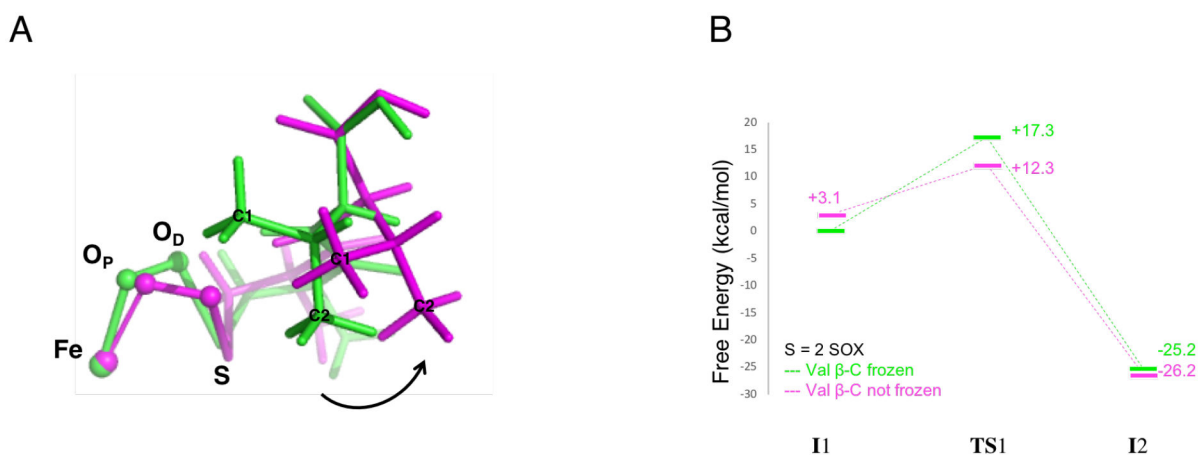 A
C1
O_D
O_P
C1
C2
C2
Fe
S
B
Free Energy (kcal/mol)
20
15
10
5
0
-5
-10
-15
-20
-25
-30
+17.3
+12.3
+3.1
-25.2
-26.2
S = 2 SOX
--- Val β-C frozen
--- Val β-C not frozen
I1 TS1 I2